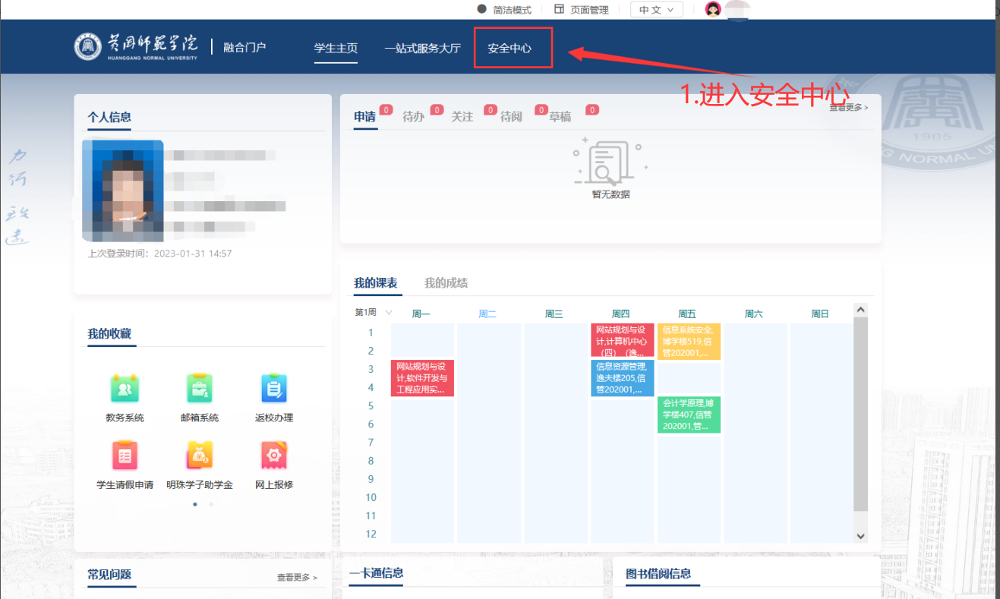 简洁模式
页面管理
中文
黄冈师范学院
HUANGGANG NORMAL UNIVERSITY
融合门户
学生主页
一站式服务大厅
安全中心
1.进入安全中心
个人信息
上次登录时间：2023-01-31 14:57
申请 0
待办 0
关注 0
待阅 0
草稿 0
查看更多 >
暂无数据
1905
NG NORMAL UN
我的收藏
教务系统
邮箱系统
返校办理
学生请假申请
明珠学子助学金
网上报修
我的课表
我的成绩
第1周 周一 周二 周三 周四 周五 周六 周日
1
2
3
4
5
6
7
8
9
10
11
12
网站规划与设
计,软件开发与
工程应用实...
网站规划与设
计,计算机中心
（四）（逸...
信息资源管理,
逸夫楼205,信
管202001,...
信息系统安全,
博学楼519,信
管202001,...
会计学原理,博
学楼407,信管
202001,管...
常见问题
查看更多 >
一卡通信息
图书借阅信息